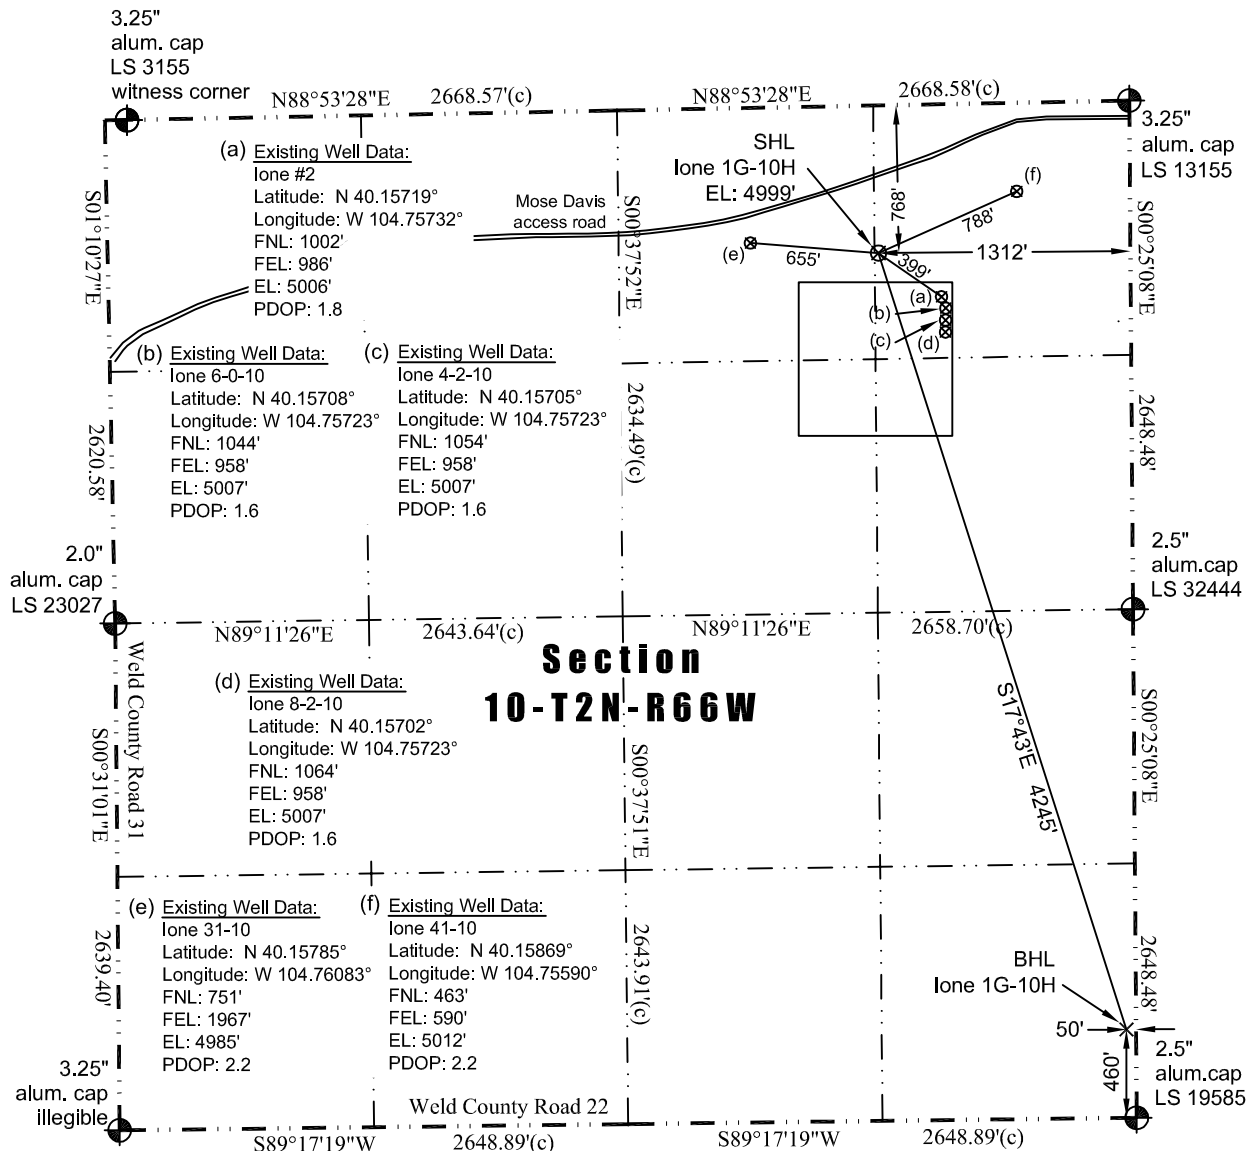 3.25"
alum. cap
LS 3155
witness corner
N88°53'28"E
2668.57'(c)
N88°53'28"E
2668.58'(c)
3.25"
alum. cap
LS 13155
SHL
Ione 1G-10H
EL: 4999'
768'
(f)
788'
Mose Davis
access road
(e)
655'
399'
1312'
(a)
(b)
(c)
(d)
S01°10'27"E
S00°37'52"E
S00°25'08"E
(a) Existing Well Data:
Ione #2
Latitude: N 40.15719°
Longitude: W 104.75732°
FNL: 1002'
FEL: 986'
EL: 5006'
PDOP: 1.8
(b) Existing Well Data:
Ione 6-0-10
Latitude: N 40.15708°
Longitude: W 104.75723°
FNL: 1044'
FEL: 958'
EL: 5007'
PDOP: 1.6
(c) Existing Well Data:
Ione 4-2-10
Latitude: N 40.15705°
Longitude: W 104.75723°
FNL: 1054'
FEL: 958'
EL: 5007'
PDOP: 1.6
2620.58'
2634.49'(c)
2648.48'
2.0"
alum. cap
LS 23027
2.5"
alum.cap
LS 32444
N89°11'26"E
2643.64'(c)
N89°11'26"E
2658.70'(c)
Section
10-T2N-R66W
Weld County Road 31
S00°31'01"E
(d) Existing Well Data:
Ione 8-2-10
Latitude: N 40.15702°
Longitude: W 104.75723°
FNL: 1064'
FEL: 958'
EL: 5007'
PDOP: 1.6
S00°37'51"E
S17°43'E 4245'
S00°25'08"E
(e) Existing Well Data:
Ione 31-10
Latitude: N 40.15785°
Longitude: W 104.76083°
FNL: 751'
FEL: 1967'
EL: 4985'
PDOP: 2.2
(f) Existing Well Data:
Ione 41-10
Latitude: N 40.15869°
Longitude: W 104.75590°
FNL: 463'
FEL: 590'
EL: 5012'
PDOP: 2.2
2639.40'
2643.91'(c)
2648.48'
BHL
Ione 1G-10H
50'
460'
2.5"
alum.cap
LS 19585
3.25"
alum. cap
illegible
Weld County Road 22
S89°17'19"W
2648.89'(c)
S89°17'19"W
2648.89'(c)